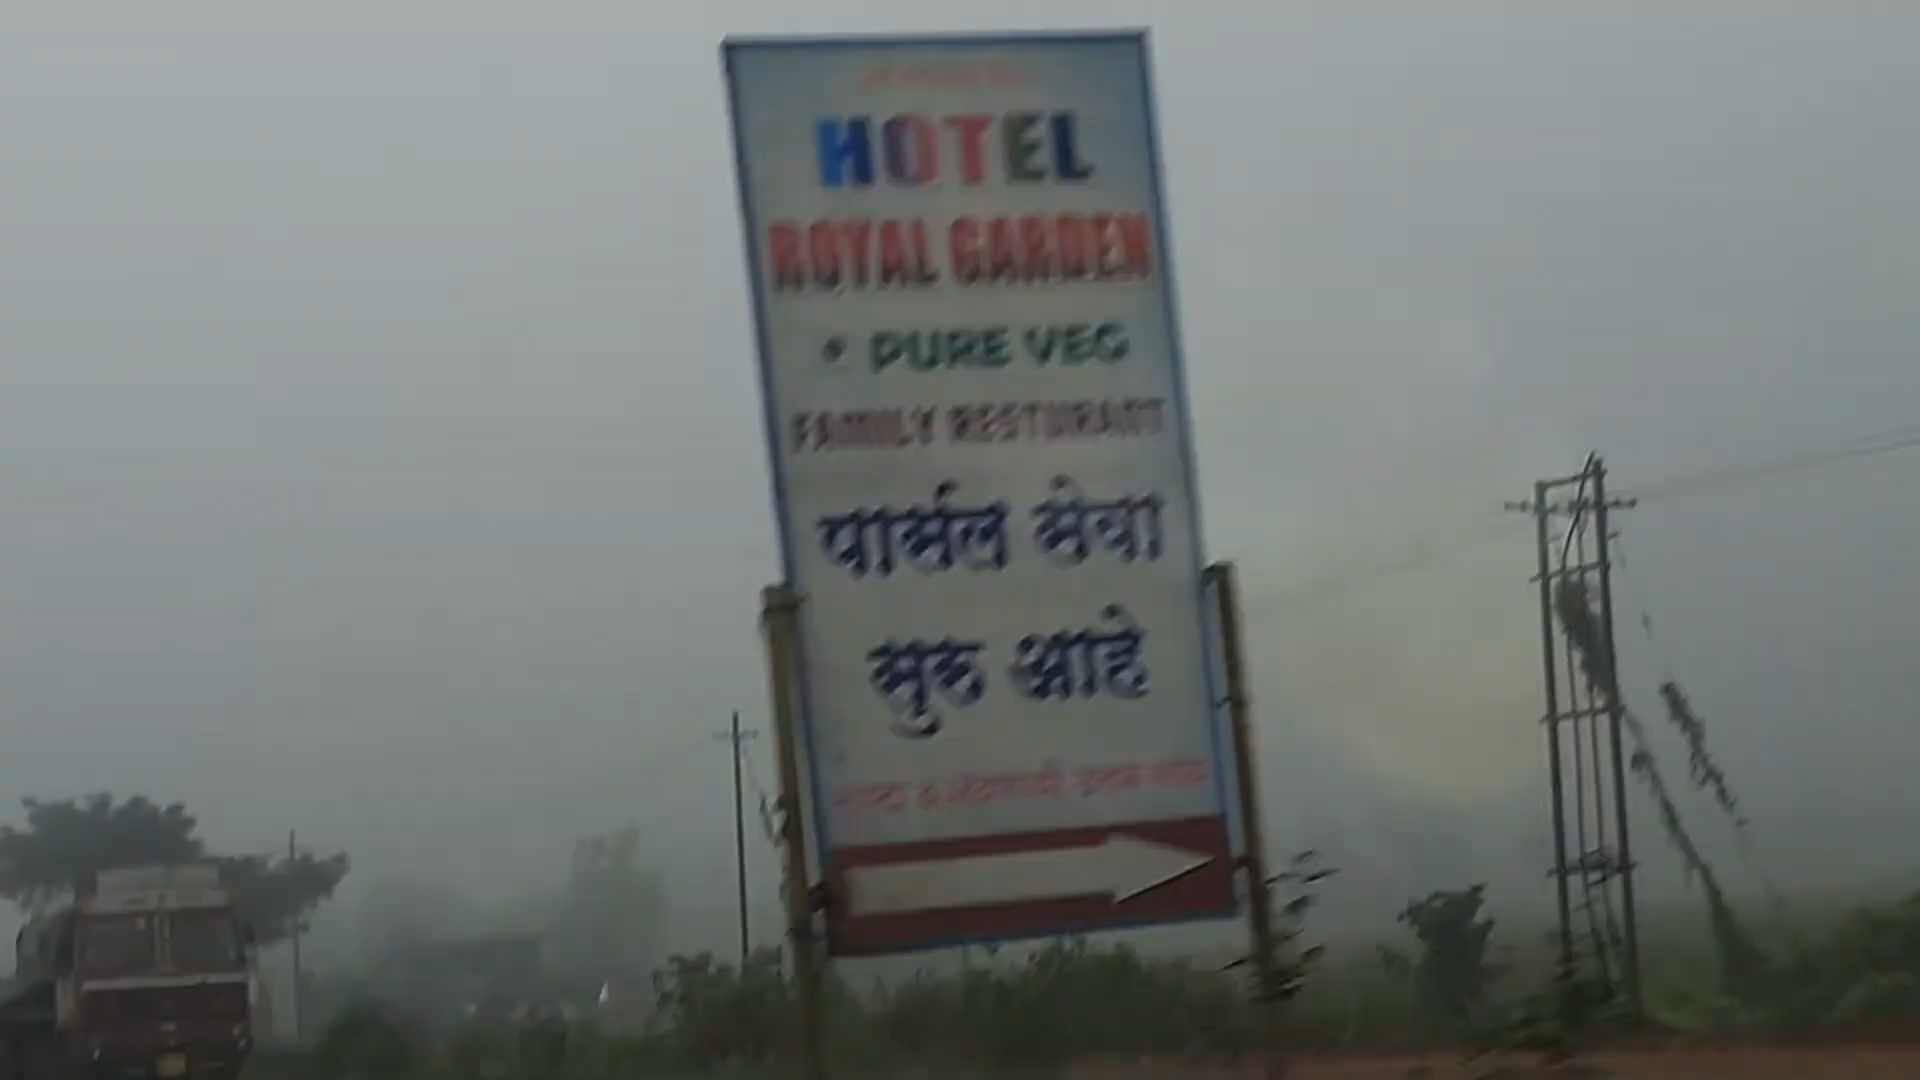 HOTEL
ROYAL GARDEN
* PURE VEG
FAMILY RESTURANT
पार्सल सेवा
सुरु आहे